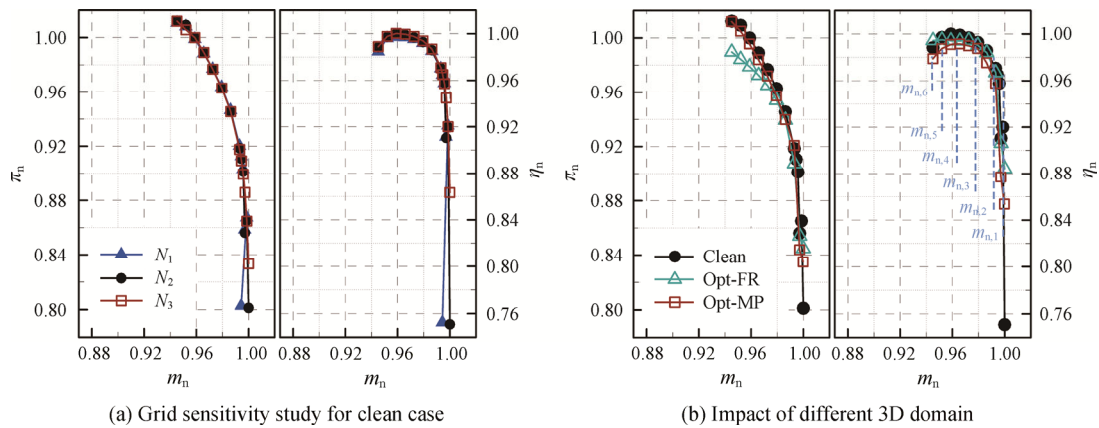 πn
1.00
0.96
0.92
0.88
0.84
0.80
N1
N2
N3
0.88 0.92 0.96 1.00
mn
0.88 0.92 0.96 1.00
mn
1.00
0.96
0.92
0.88
0.84
0.80
0.76
ηn
(a) Grid sensitivity study for clean case
πn
1.00
0.96
0.92
0.88
0.84
0.80
Clean
Opt-FR
Opt-MP
0.88 0.92 0.96 1.00
mn
mn,6
mn,5
mn,4
mn,3
mn,2
mn,1
0.88 0.92 0.96 1.00
mn
1.00
0.96
0.92
0.88
0.84
0.80
0.76
ηn
(b) Impact of different 3D domain